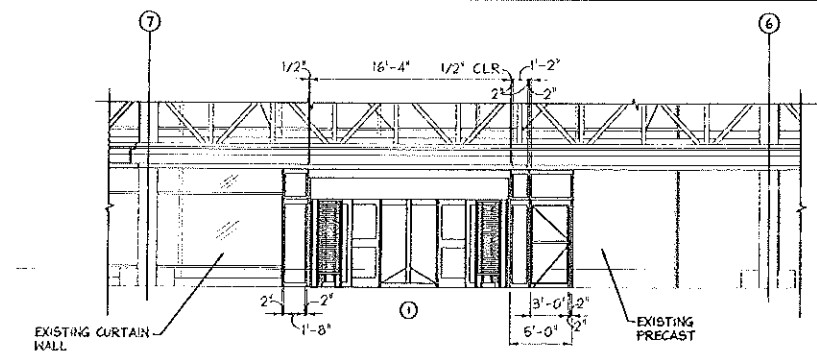 7
6
1/2" 16'-4" 1/2" CLR 1'-2"
2" 2"
2" 2" 3'-0" 2"
1'-8" 1 5'-0" 2"
EXISTING CURTAIN
WALL
EXISTING
PRECAST